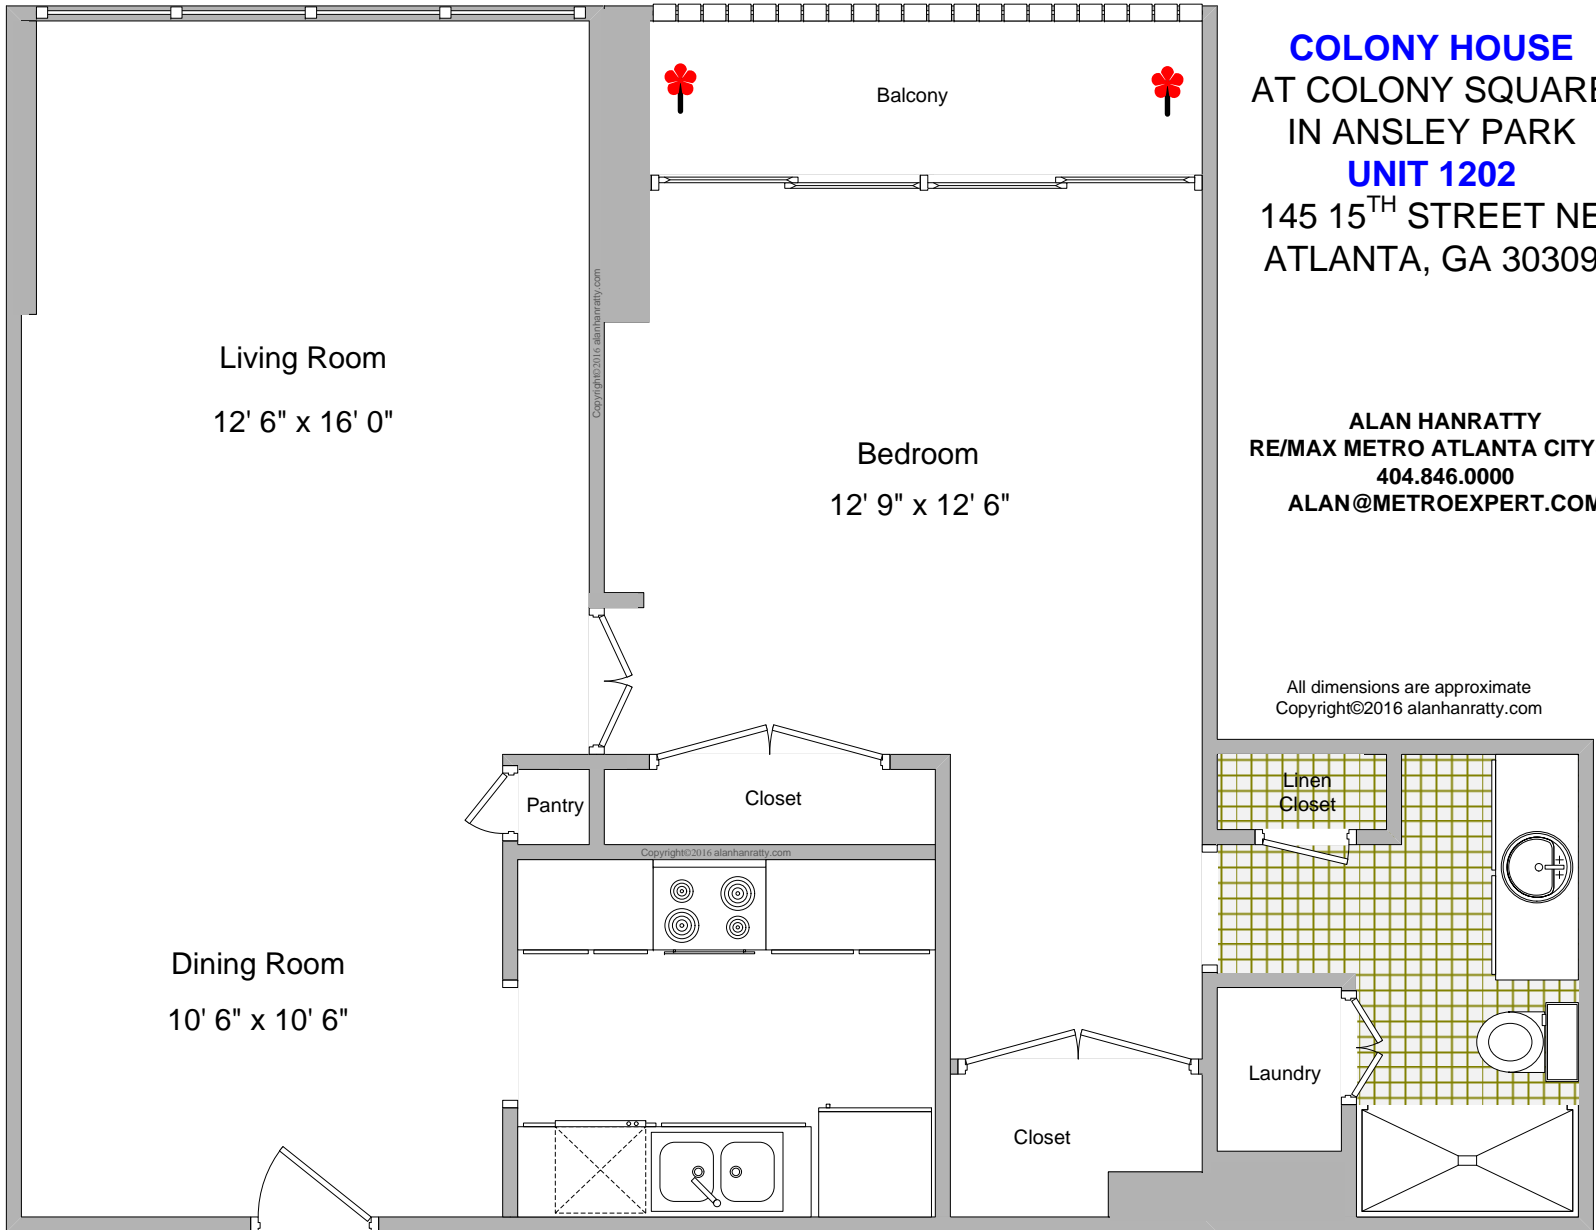 COLONY HOUSE
AT COLONY SQUARE
IN ANSLEY PARK
UNIT 1202
145 15TH STREET NE
ATLANTA, GA 30309
Balcony
Living Room
12' 6" x 16' 0"
Copyright©2016 alanhanratty.com
Bedroom
12' 9" x 12' 6"
ALAN HANRATTY
RE/MAX METRO ATLANTA CITY
404.846.0000
ALAN@METROEXPERT.COM
All dimensions are approximate
Copyright©2016 alanhanratty.com
Pantry
Closet
Linen
Closet
Copyright©2016 alanhanratty.com
Dining Room
10' 6" x 10' 6"
Laundry
Closet